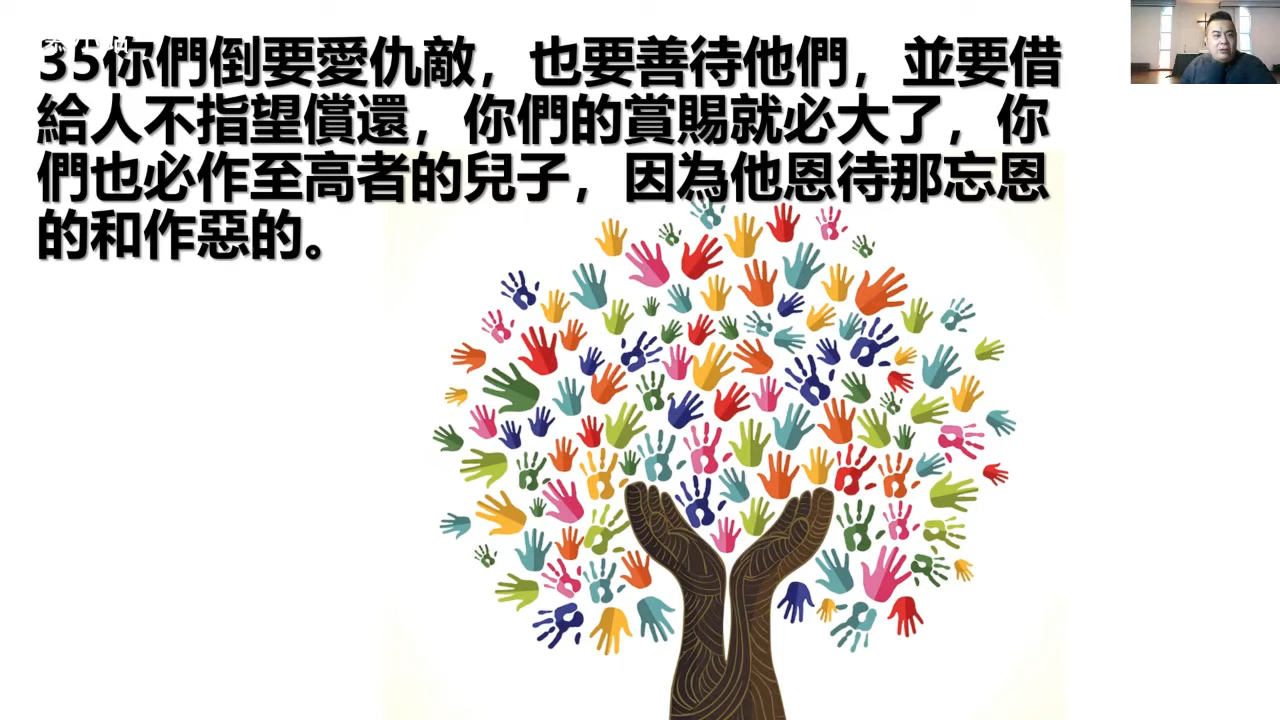 35你們倒要愛仇敵，也要善待他們，並要借
給人不指望償還，你們的賞賜就必大了，你
們也必作至高者的兒子，因為他恩待那忘恩
的和作惡的。